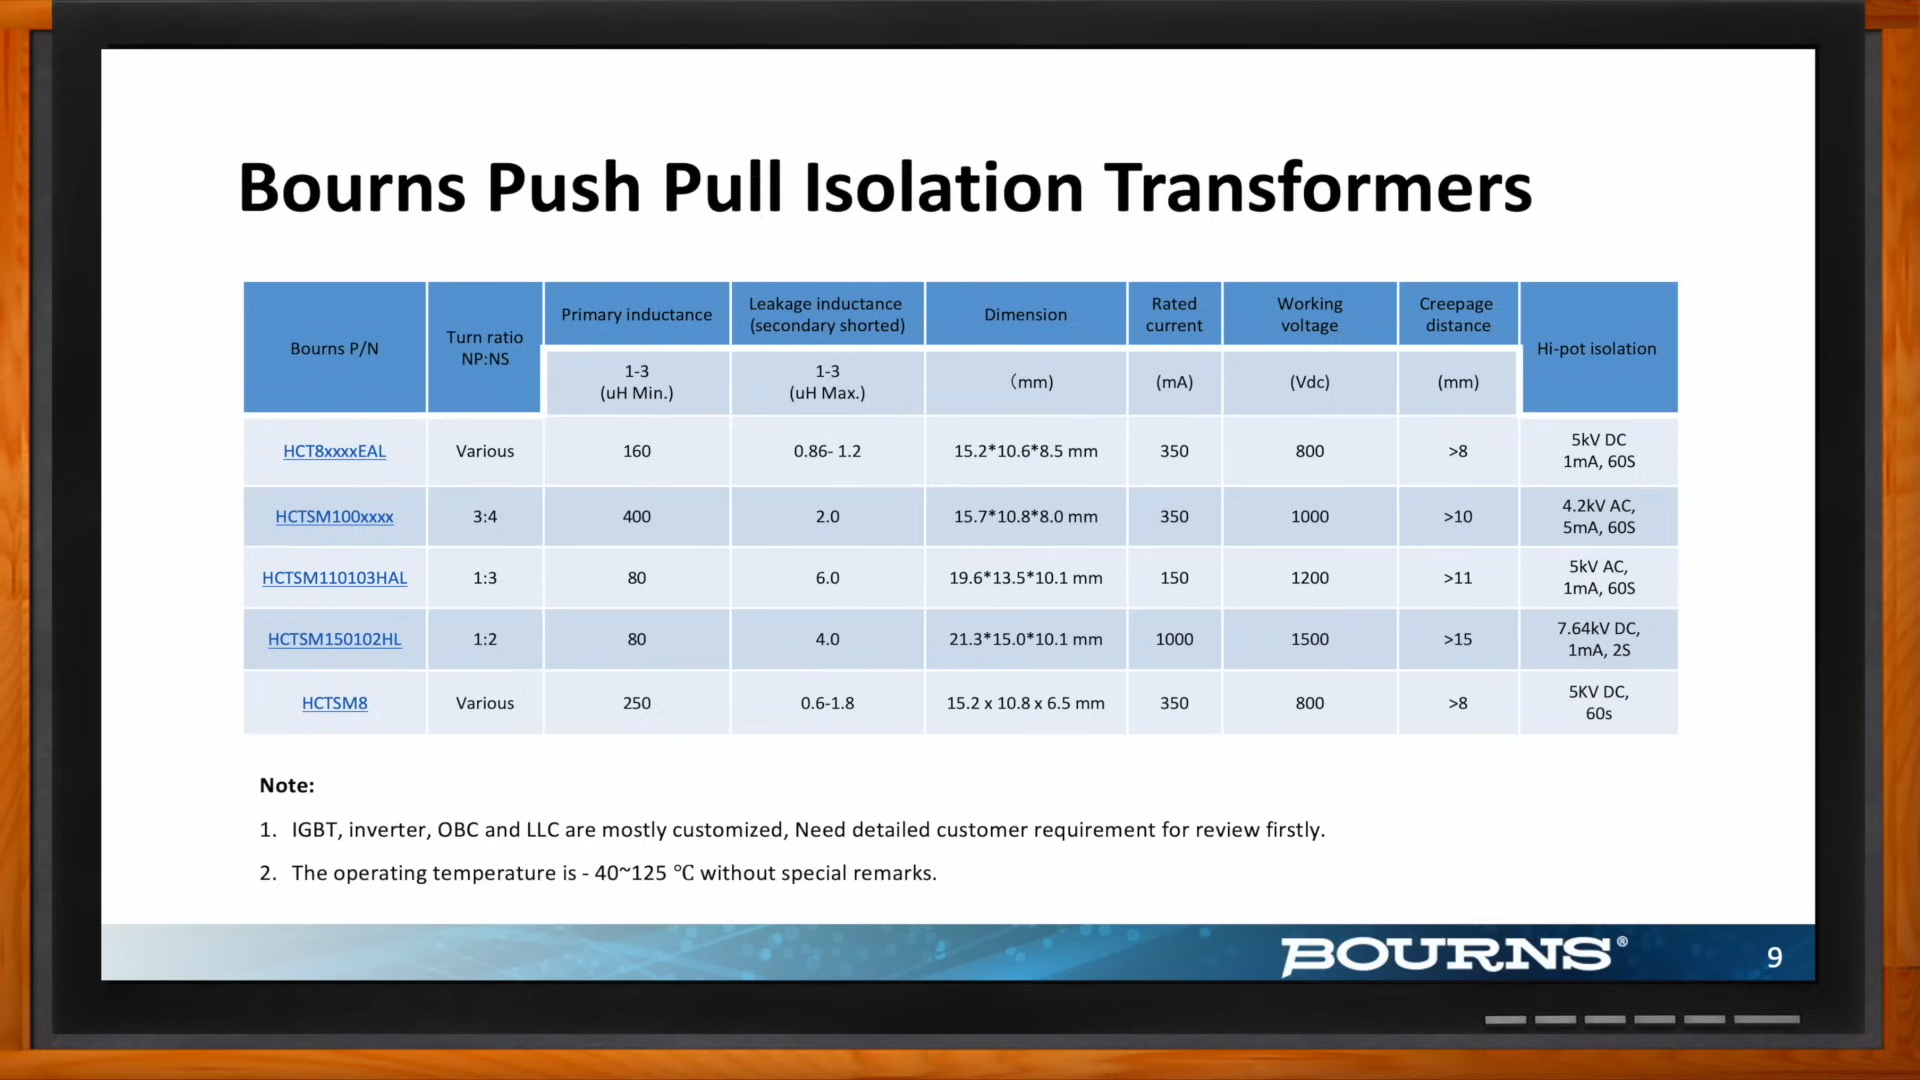 Bourns Push Pull Isolation Transformers
Bourns P/N
Turn ratio
NP:NS
Primary inductance
Leakage inductance
(secondary shorted)
Dimension
Rated
current
Working
voltage
Creepage
distance
Hi-pot isolation
1-3
(uH Min.)
1-3
(uH Max.)
(mm)
(mA)
(Vdc)
(mm)
HCT8xxxxEAL
Various
160
0.86- 1.2
15.2*10.6*8.5 mm
350
800
>8
5kV DC
1mA, 60S
HCTSM100xxxx
3:4
400
2.0
15.7*10.8*8.0 mm
350
1000
>10
4.2kV AC,
5mA, 60S
HCTSM110103HAL
1:3
80
6.0
19.6*13.5*10.1 mm
150
1200
>11
5kV AC,
1mA, 60S
HCTSM150102HL
1:2
80
4.0
21.3*15.0*10.1 mm
1000
1500
>15
7.64kV DC,
1mA, 2S
HCTSM8
Various
250
0.6-1.8
15.2 x 10.8 x 6.5 mm
350
800
>8
5KV DC,
60s
Note:
1. IGBT, inverter, OBC and LLC are mostly customized, Need detailed customer requirement for review firstly.
2. The operating temperature is - 40~125 ℃ without special remarks.
BOURNS®
9